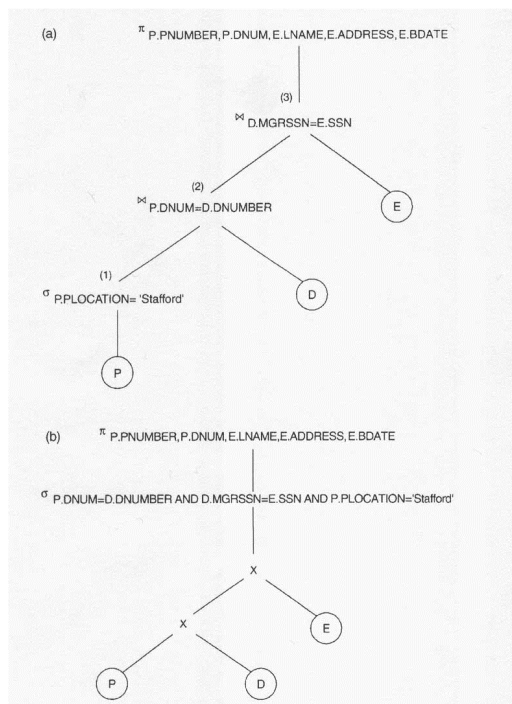 (a)
π P.PNUMBER,P.DNUM,E.LNAME,E.ADDRESS,E.BDATE
(3)
⋈ D.MGRSSN=E.SSN
(2)
⋈ P.DNUM=D.DNUMBER
E
(1)
σ P.PLOCATION= 'Stafford'
D
P
(b)
π P.PNUMBER,P.DNUM,E.LNAME,E.ADDRESS,E.BDATE
σ P.DNUM=D.DNUMBER AND D.MGRSSN=E.SSN AND P.PLOCATION='Stafford'
X
X
E
P
D